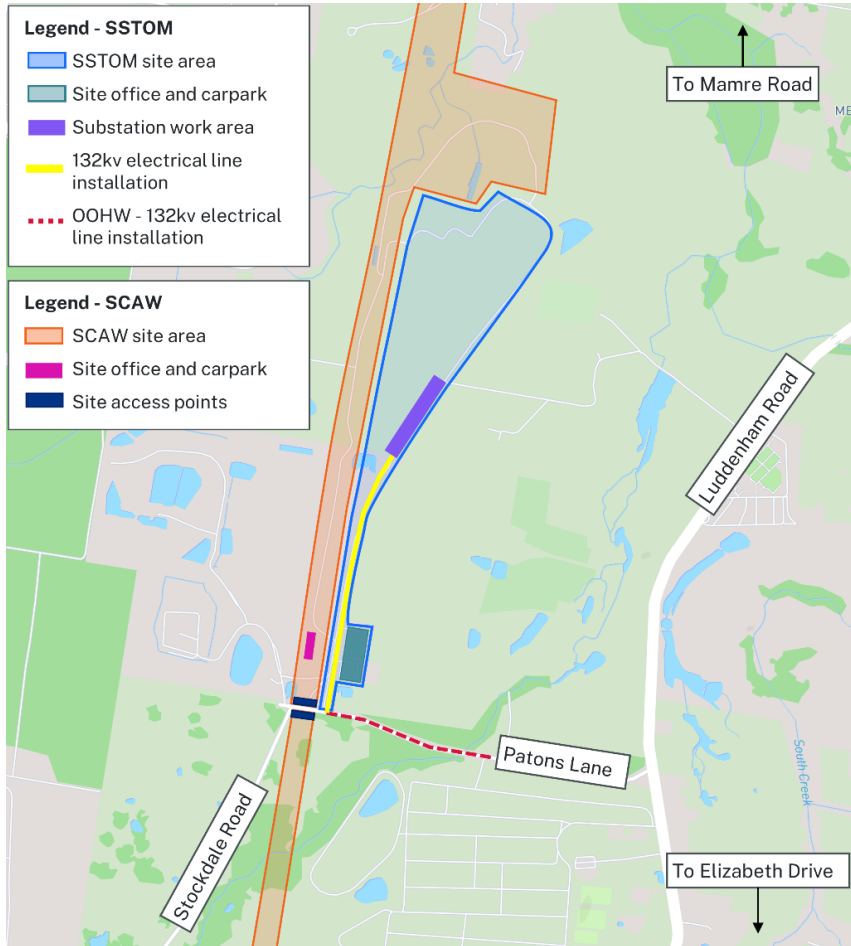 Legend - SSTOM
SSTOM site area
Site office and carpark
Substation work area
132kv electrical line
installation
OOHW - 132kv electrical
line installation
Legend - SCAW
SCAW site area
Site office and carpark
Site access points
To Mamre Road
ME
Luddenham Road
Patons Lane
Stockdale Road
South Creek
To Elizabeth Drive